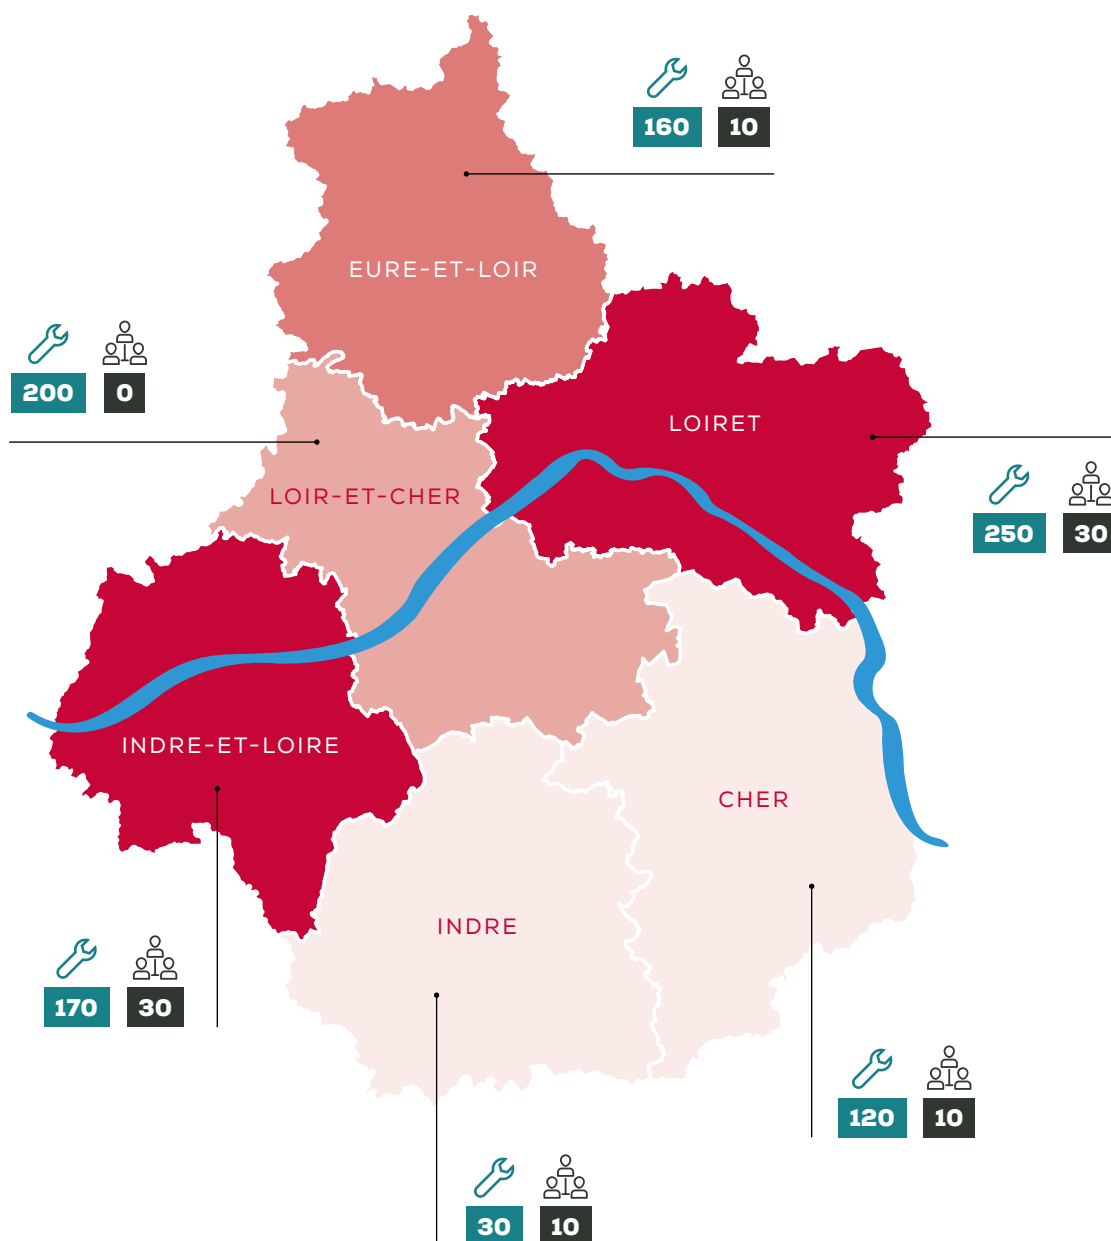 160 10
EURE-ET-LOIR
200 0
LOIRET
LOIR-ET-CHER
250 30
INDRE-ET-LOIRE
CHER
INDRE
170 30
120 10
30 10